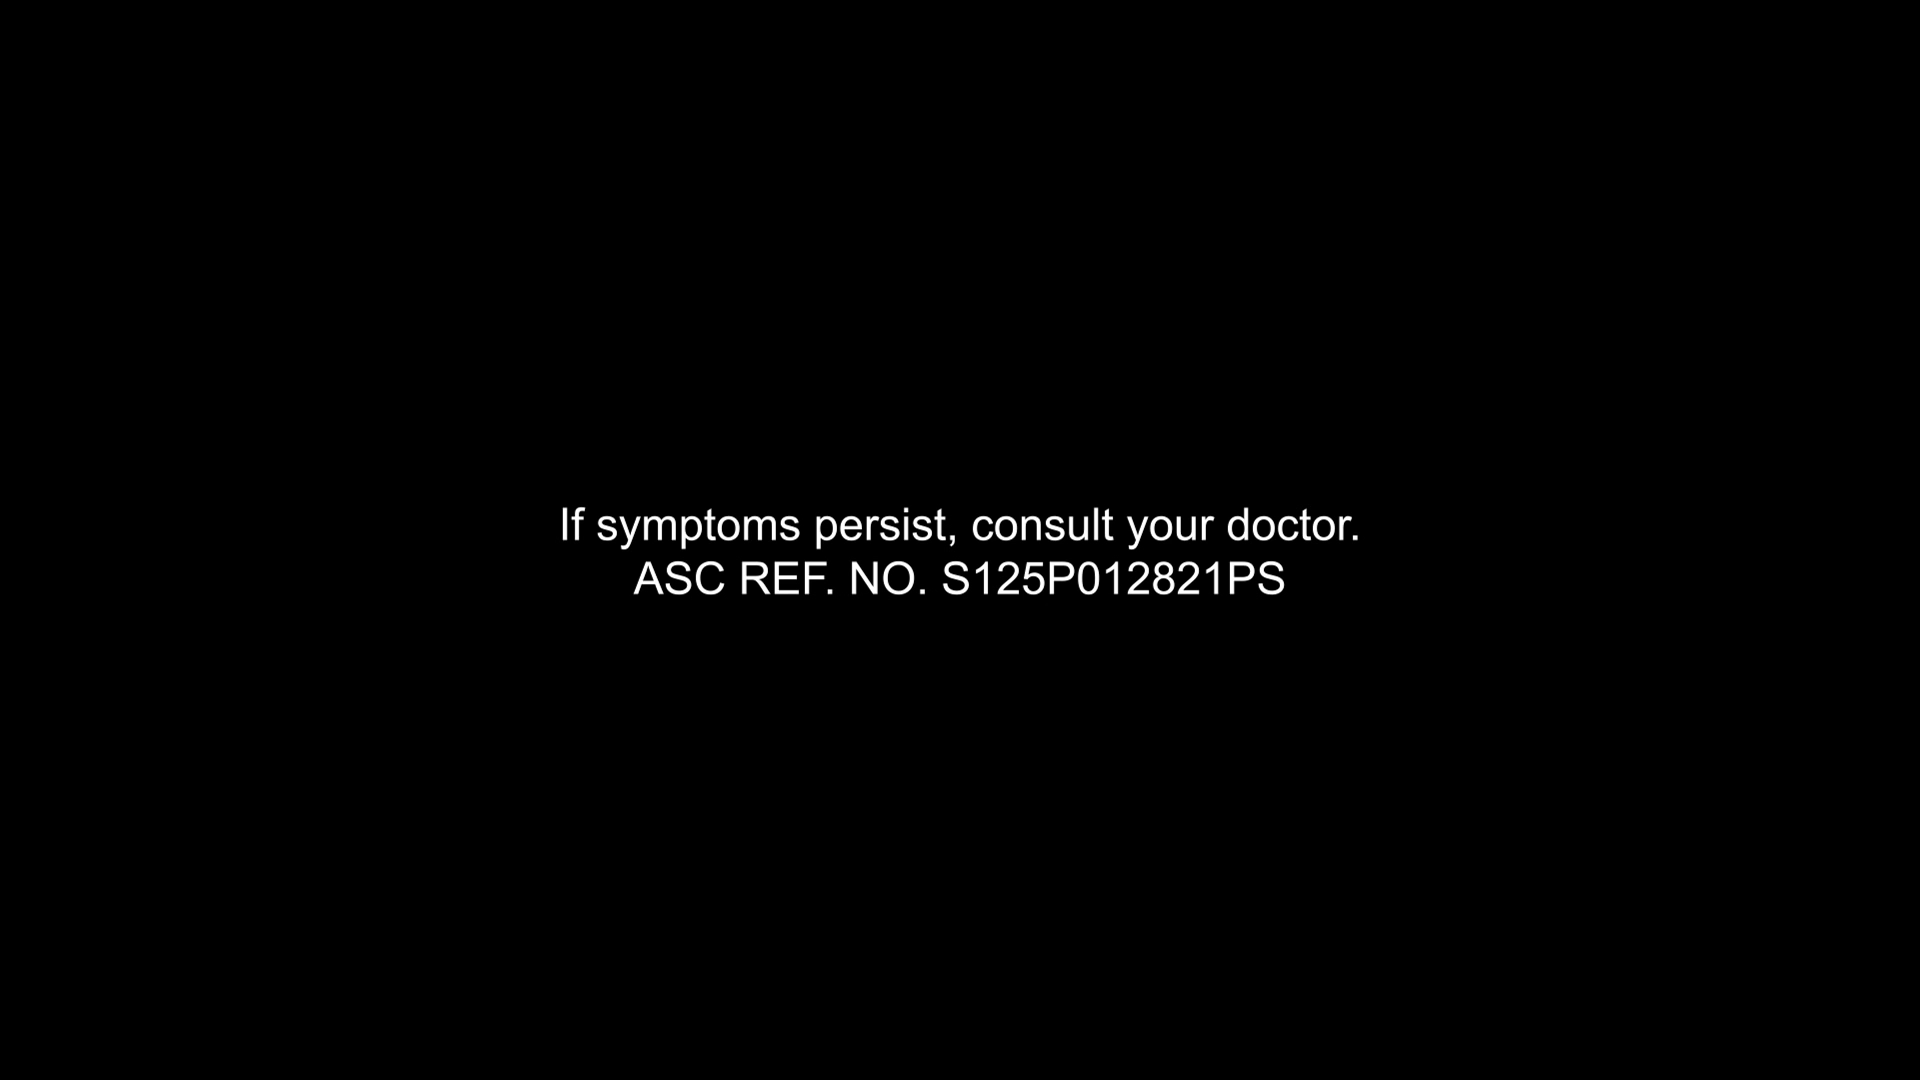 If symptoms persist, consult your doctor.
ASC REF. NO. S125P012821PS